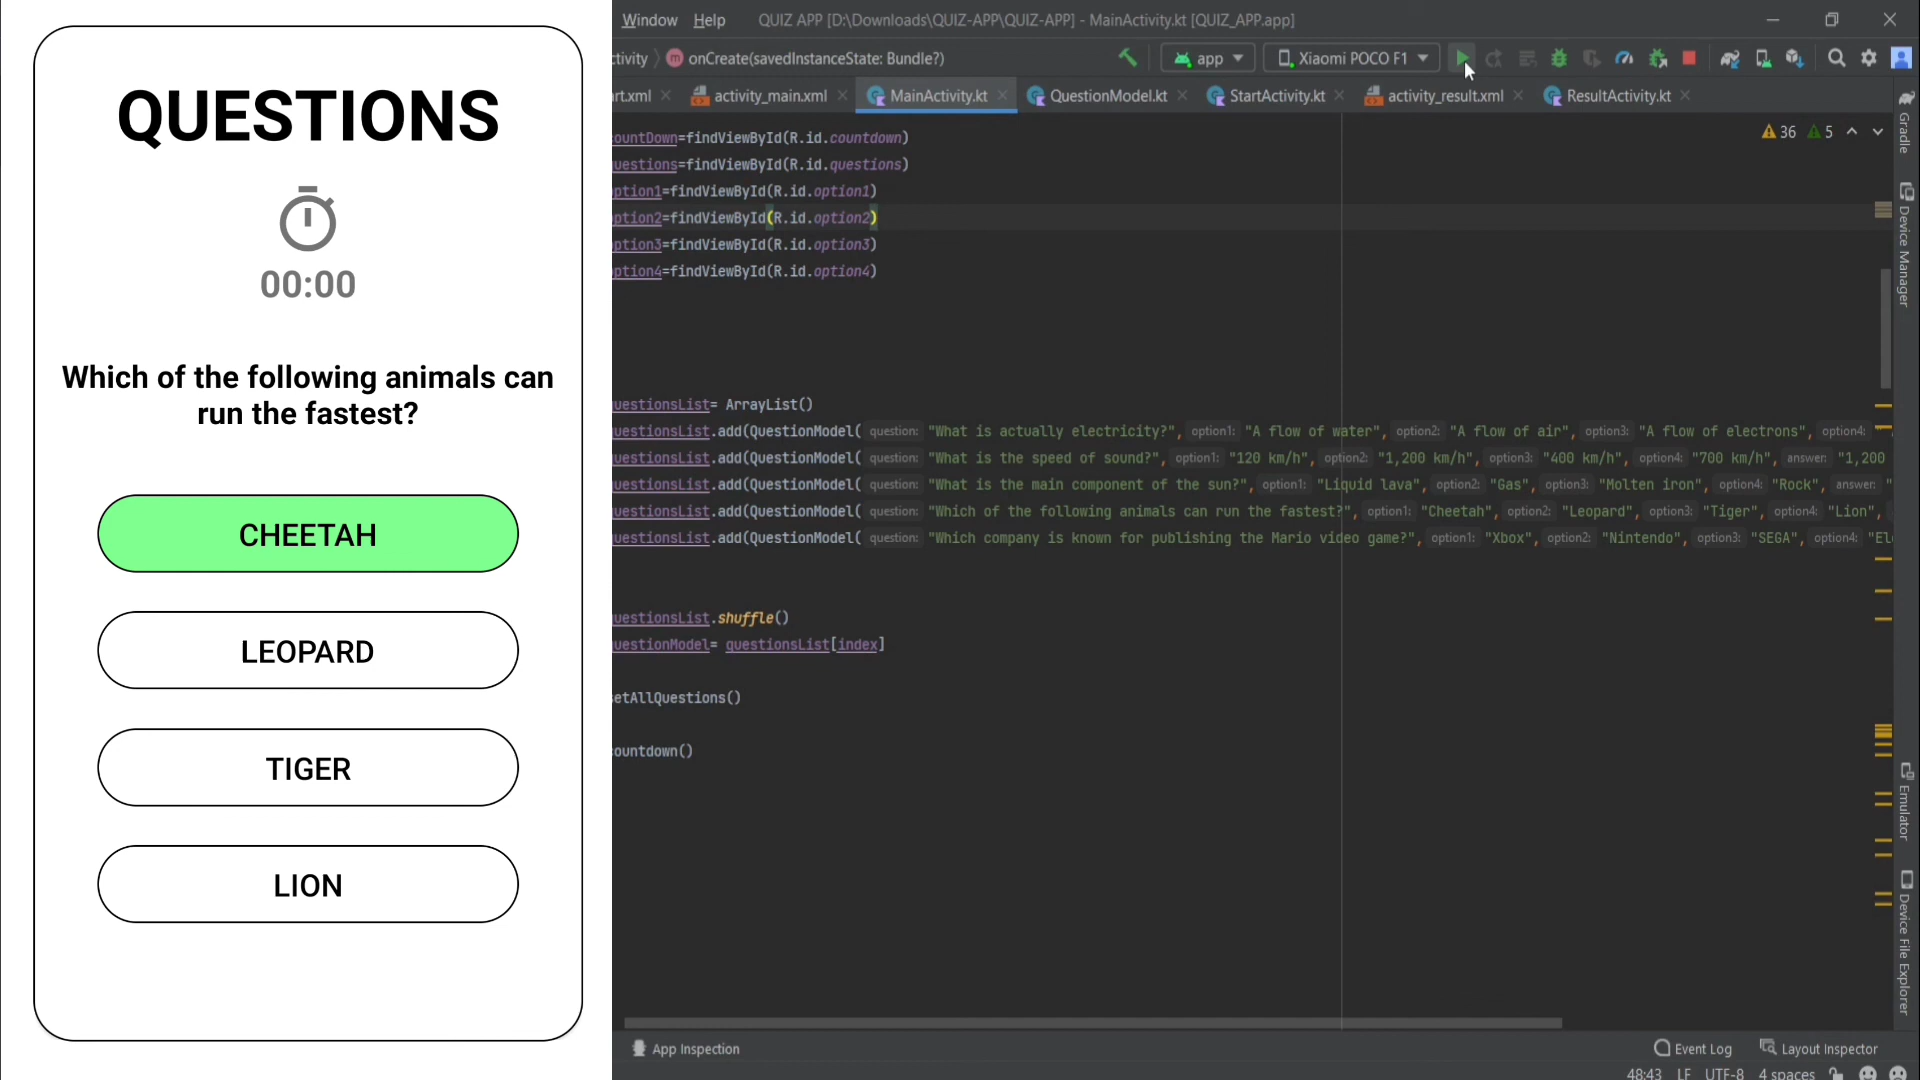 QUESTIONS
00:00
Which of the following animals can
run the fastest?
CHEETAH
LEOPARD
TIGER
LION
Window Help QUIZ APP [D:\Downloads\QUIZ-APP\QUIZ-APP] - MainActivity.kt [QUIZ_APP.app]
tivity onCreate(savedInstanceState: Bundle?) app Xiaomi POCO F1
rt.xml activity_main.xml MainActivity.kt QuestionModel.kt StartActivity.kt activity_result.xml ResultActivity.kt
36 5
ountDown=findViewById(R.id.countdown)
uestions=findViewById(R.id.questions)
ption1=findViewById(R.id.option1)
ption2=findViewById(R.id.option2)
ption3=findViewById(R.id.option3)
ption4=findViewById(R.id.option4)
uestionsList= ArrayList()
uestionsList.add(QuestionModel( question: "What is actually electricity?", option1: "A flow of water", option2: "A flow of air", option3: "A flow of electrons", option4: "
uestionsList.add(QuestionModel( question: "What is the speed of sound?", option1: "120 km/h", option2: "1,200 km/h", option3: "400 km/h", option4: "700 km/h", answer: "1,200
uestionsList.add(QuestionModel( question: "What is the main component of the sun?", option1: "Liquid lava", option2: "Gas", option3: "Molten iron", option4: "Rock", answer: "
uestionsList.add(QuestionModel( question: "Which of the following animals can run the fastest?", option1: "Cheetah", option2: "Leopard", option3: "Tiger", option4: "Lion",
uestionsList.add(QuestionModel( question: "Which company is known for publishing the Mario video game?", option1: "Xbox", option2: "Nintendo", option3: "SEGA", option4: "El
uestionsList.shuffle()
uestionModel= questionsList[index]
etAllQuestions()
ountdown()
Gradle
Device Manager
Emulator
Device File Explorer
App Inspection Event Log Layout Inspector
48:43 LF UTF-8 4 spaces